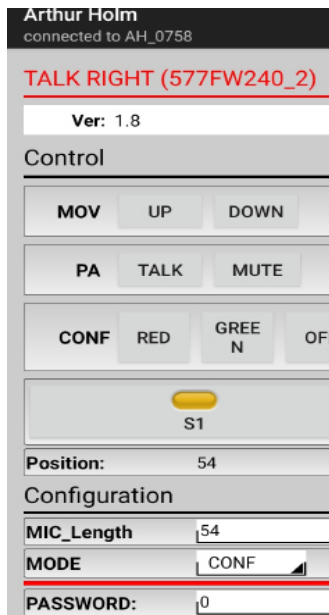 Arthur Holm
connected to AH_0758
TALK RIGHT (577FW240_2)
Ver: 1.8
Control
MOV UP DOWN
PA TALK MUTE
CONF RED GREE
N OF
S1
Position: 54
Configuration
MIC_Length 54
MODE CONF
PASSWORD: 0